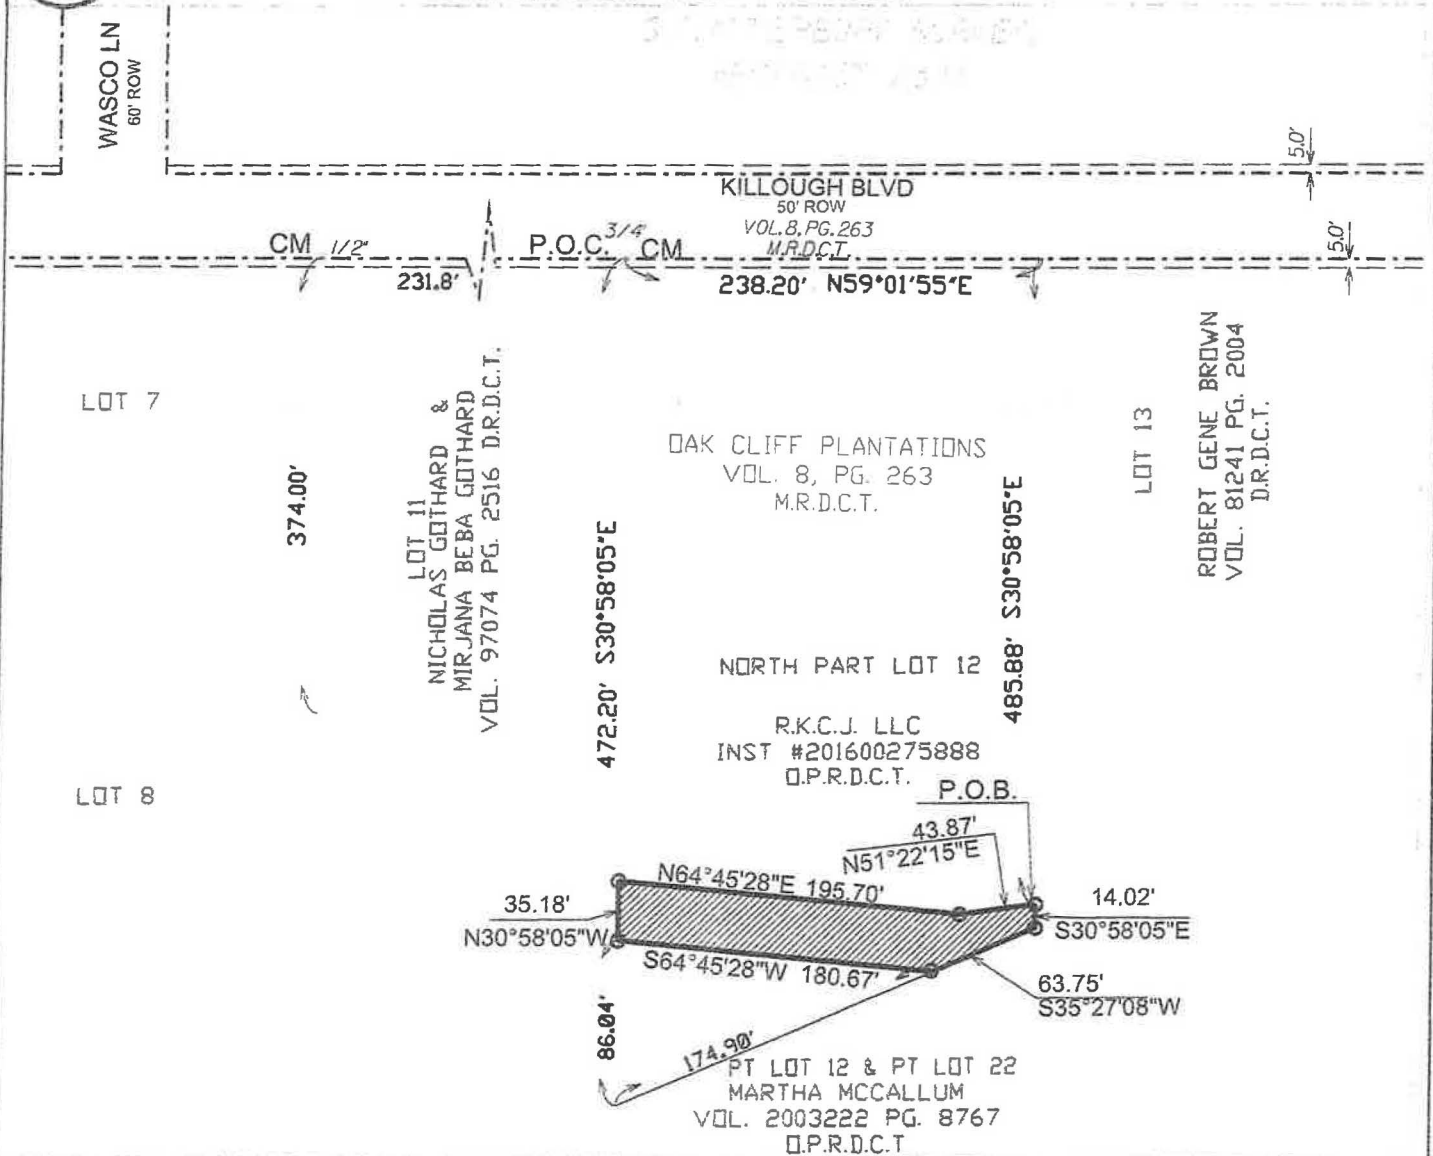 WASCO LN
60' ROW
5.0'
KILLOUGH BLVD
50' ROW
VOL.8,PG.263
M.R.D.C.T.
CM 1/2"
P.O.C. 3/4" CM
5.0'
231.8'
238.20' N59°01'55"E
LOT 7
374.00'
LOT 11
NICHOLAS GOTHARD &
MIRJANA BEBA GOTHARD
VOL. 97074 PG. 2516 D.R.D.C.T.
OAK CLIFF PLANTATIONS
VOL. 8, PG. 263
M.R.D.C.T.
LOT 13
ROBERT GENE BROWN
VOL. 81241 PG. 2004
D.R.D.C.T.
472.20' S30°58'05"E
485.88' S30°58'05"E
NORTH PART LOT 12
R.K.C.J. LLC
INST #201600275888
O.P.R.D.C.T.
LOT 8
P.O.B.
43.87'
N51°22'15"E
N64°45'28"E 195.70'
35.18'
N30°58'05"W
14.02'
S30°58'05"E
S64°45'28"W 180.67'
63.75'
S35°27'08"W
86.04'
174.90'
PT LOT 12 & PT LOT 22
MARTHA MCCALLUM
VOL. 2003222 PG. 8767
O.P.R.D.C.T